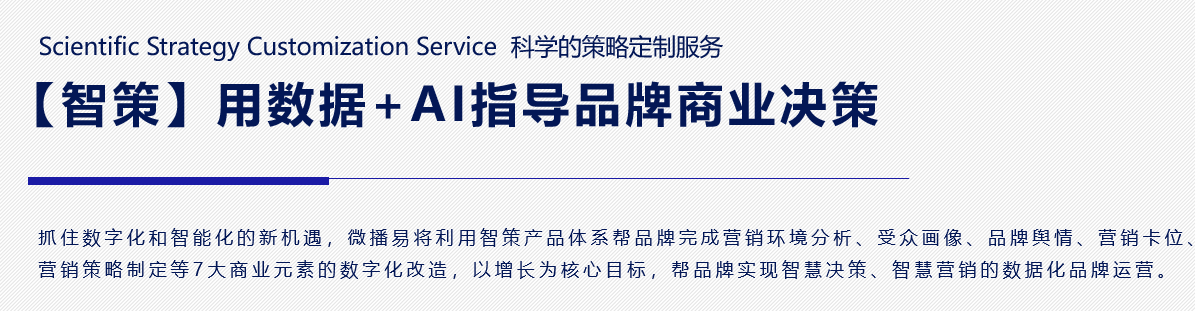 Scientific Strategy Customization Service 科学的策略定制服务
【智策】用数据+AI指导品牌商业决策
抓住数字化和智能化的新机遇，微播易将利用智策产品体系帮品牌完成营销环境分析、受众画像、品牌舆情、营销卡位、
营销策略制定等7大商业元素的数字化改造，以增长为核心目标，帮品牌实现智慧决策、智慧营销的数据化品牌运营。